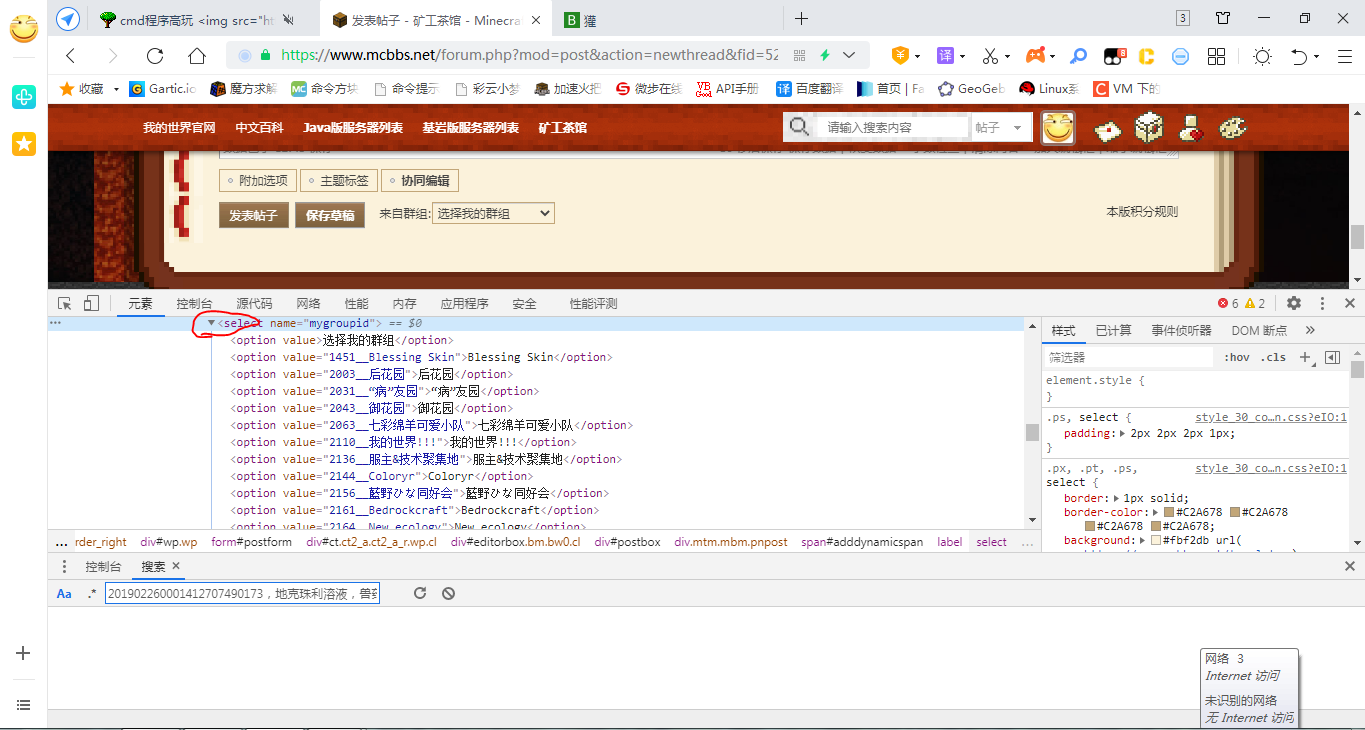 cmd程序高玩 <img src="ht
发表帖子 - 矿工茶馆 - Minecra
B 獾
3
https://www.mcbbs.net/forum.php?mod=post&action=newthread&fid=52
译
8
收藏
Gartic.io
魔方求解
MC 命令方块
命令提示
彩云小梦
加速火把
微步在线
VB Good API手册
译 百度翻译
首页 | Fa
GeoGeb
Linux系
C VM 下的
我的世界官网 中文百科 Java版服务器列表 基岩版服务器列表 矿工茶馆
请输入搜索内容 帖子
附加选项 主题标签 协同编辑
发表帖子 保存草稿 来自群组: 选择我的群组
本版积分规则
元素 控制台 源代码 网络 性能 内存 应用程序 安全 性能评测
6 2
<select name="mygroupid"> == $0
<option value>选择我的群组</option>
<option value="1451__Blessing Skin">Blessing Skin</option>
<option value="2003__后花园">后花园</option>
<option value="2031__“病”友园">“病”友园</option>
<option value="2043__御花园">御花园</option>
<option value="2063__七彩绵羊可爱小队">七彩绵羊可爱小队</option>
<option value="2110__我的世界!!!">我的世界!!!</option>
<option value="2136__服主&技术聚集地">服主&技术聚集地</option>
<option value="2144__Coloryr">Coloryr</option>
<option value="2156__藍野ひな同好会">藍野ひな同好会</option>
<option value="2161__Bedrockcraft">Bedrockcraft</option>
<option value="2164__New ecology">New ecology</option>
样式 已计算 事件侦听器 DOM 断点 »
筛选器 :hov .cls +
element.style {
}
.ps, select { style_30_co…n.css?eIO:1
padding: 2px 2px 2px 1px;
}
.px, .pt, .ps, style_30_co…n.css?eIO:1
select {
border: 1px solid;
border-color: #C2A678 #C2A678
#C2A678 #C2A678;
background: #fbf2db url(
… rder_right div#wp.wp form#postform div#ct.ct2_a.ct2_a_r.wp.cl div#editorbox.bm.bw0.cl div#postbox div.mtm.mbm.pnpost span#adddynamicspan label select …
控制台 搜索
Aa .* 201902260001412707490173，地克珠利溶液，兽药
网络 3
Internet 访问
未识别的网络
无 Internet 访问